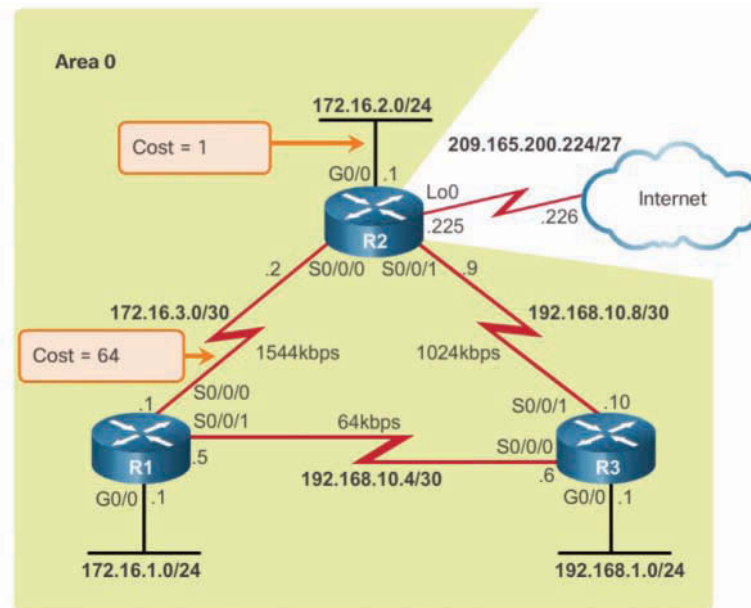 Area 0
172.16.2.0/24
Cost = 1
209.165.200.224/27
G0/0 .1
Lo0
Internet
.225
.226
R2
.2 S0/0/0 S0/0/1 .9
172.16.3.0/30
192.168.10.8/30
Cost = 64
1544kbps
1024kbps
.1 S0/0/0
S0/0/1
64kbps
S0/0/1 .10
S0/0/0
R1
.5
R3
.6
192.168.10.4/30
G0/0 .1
G0/0 .1
172.16.1.0/24
192.168.1.0/24